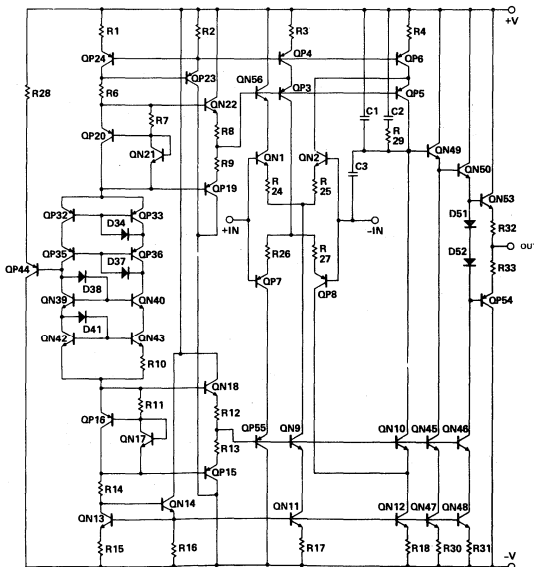 R1
R2
R3
R4
+V
QP24
QP4
QP6
R28
R6
QP23
QN56
QP3
QP5
QN22
C1
C2
R7
R8
R
29
QP20
QN49
QN21
QN1
QN2
C3
QN50
R9
QP19
R
24
R
25
QN53
D51
R32
QP32
QP33
+IN
-IN
D34
OUT
R26
R
27
D52
R33
QP35
QP36
QP44
D37
QP7
QP8
QP54
D38
QN39
QN40
D41
QN42
QN43
R10
QN18
R11
R12
QP16
QP55
QN9
QN10
QN45
QN46
QN17
R13
QP15
R14
QN14
QN13
QN11
QN12
QN47
QN48
R15
R16
R17
R18
R30
R31
-V